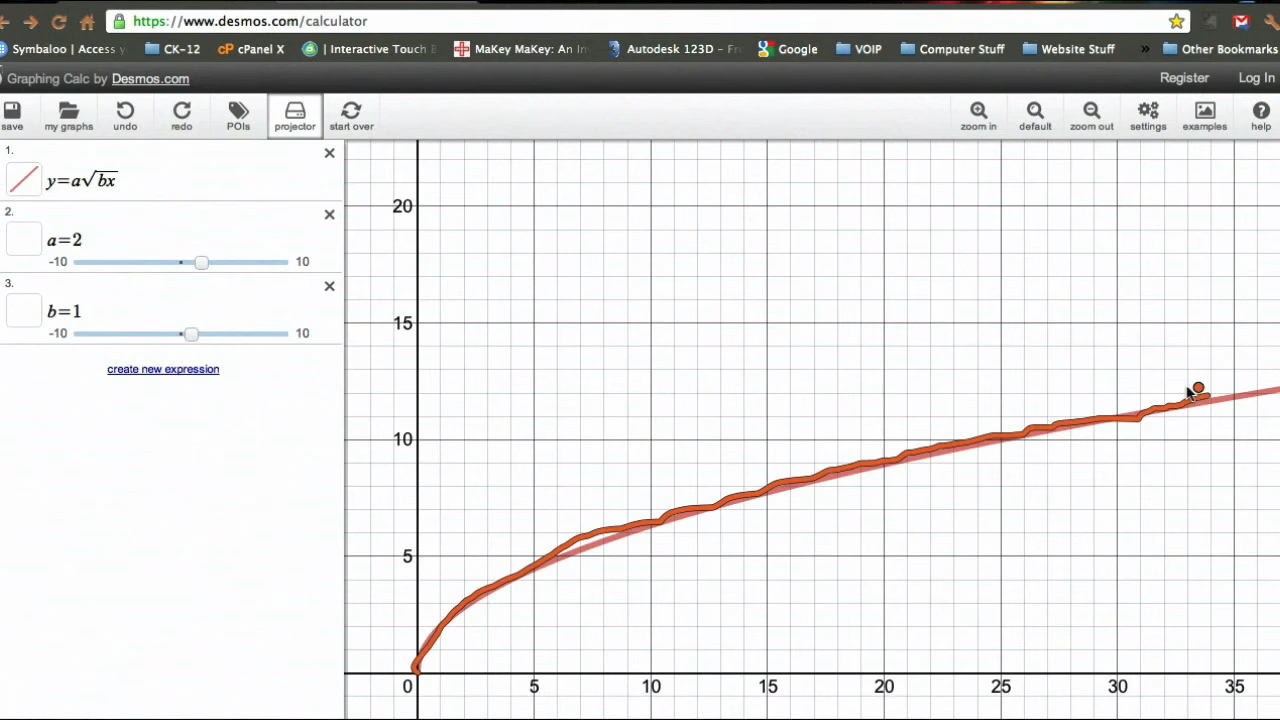 https://www.desmos.com/calculator
Symbaloo | Access
CK-12
cP cPanel X
| Interactive Touch
MaKey MaKey: An In
Autodesk 123D - Fr
Google
VOIP
Computer Stuff
Website Stuff
»
Other Bookmarks
Graphing Calc by Desmos.com
Register
Log In
save
my graphs
undo
redo
POIs
projector
start over
zoom in
default
zoom out
settings
examples
? help
1.
y=a√bx
2.
a=2
-10 10
3.
b=1
-10 10
create new expression
20
15
10
5
0 5 10 15 20 25 30 35